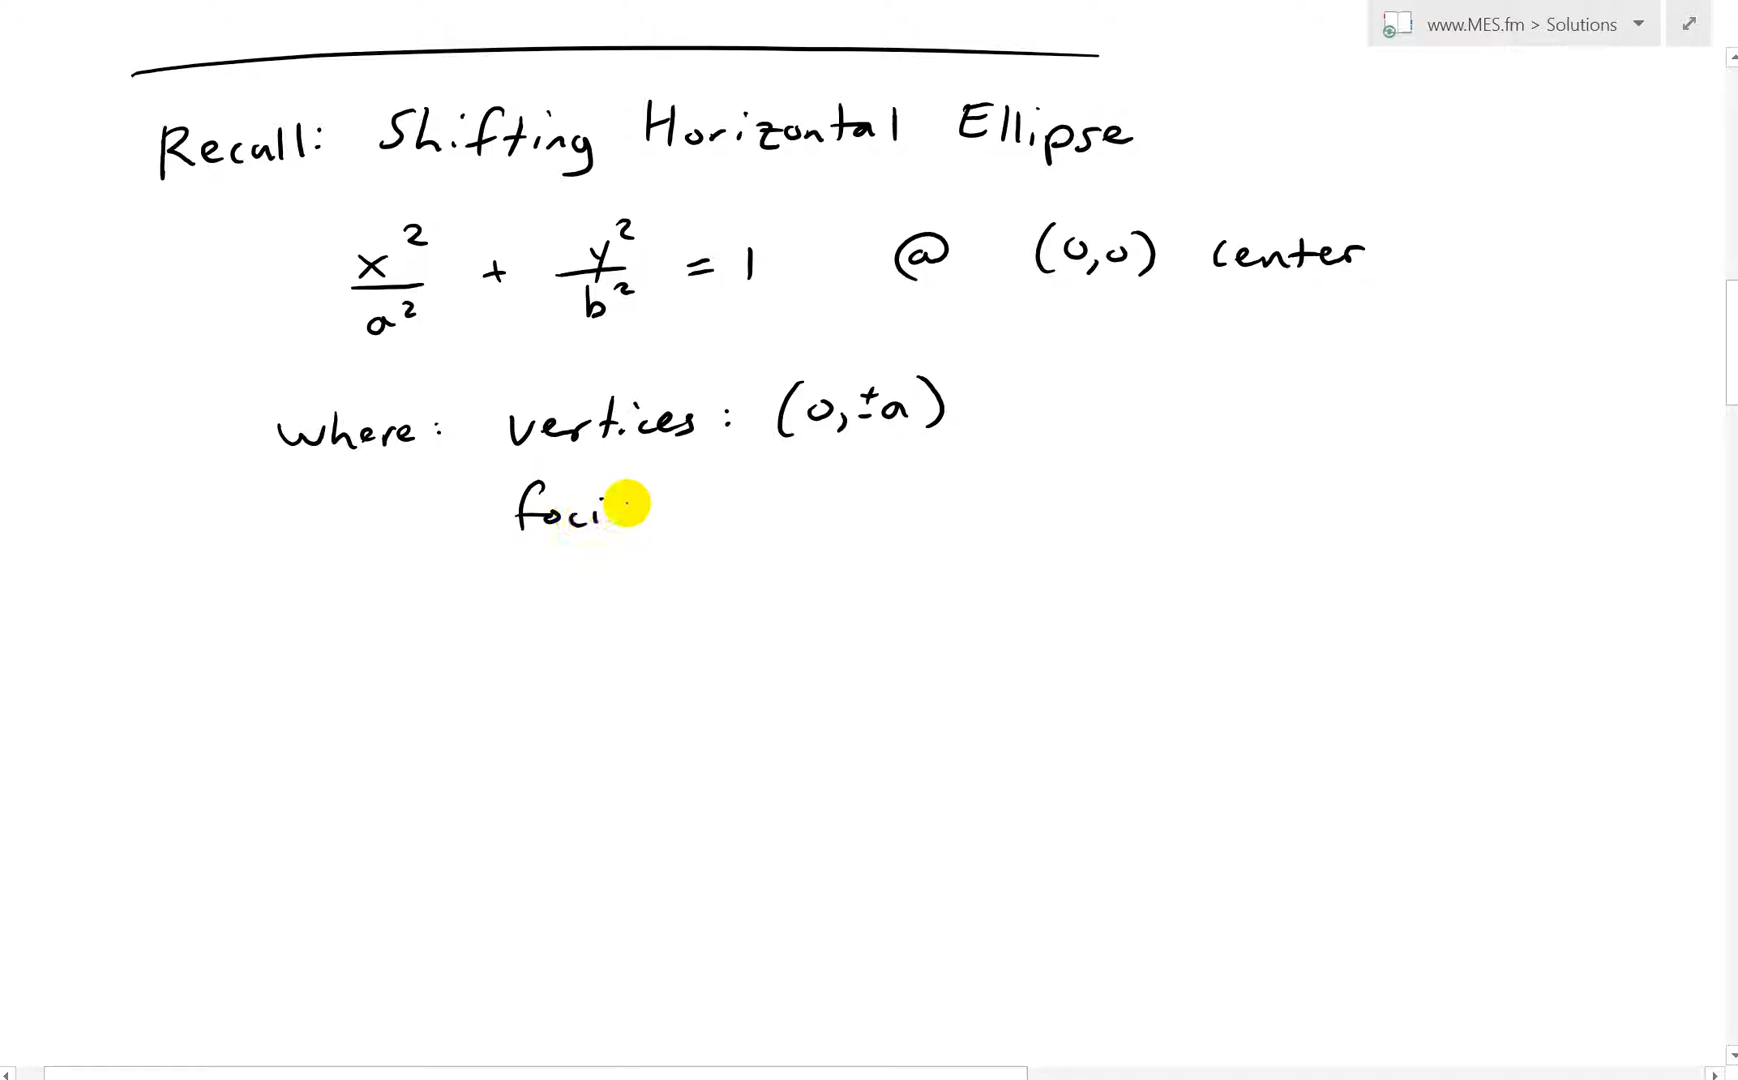 www.MES.fm > Solutions
Recall: Shifting Horizontal Ellipse
x²/a² + y²/b² = 1 @ (0,0) center
where: vertices: (0, ±a)
foci